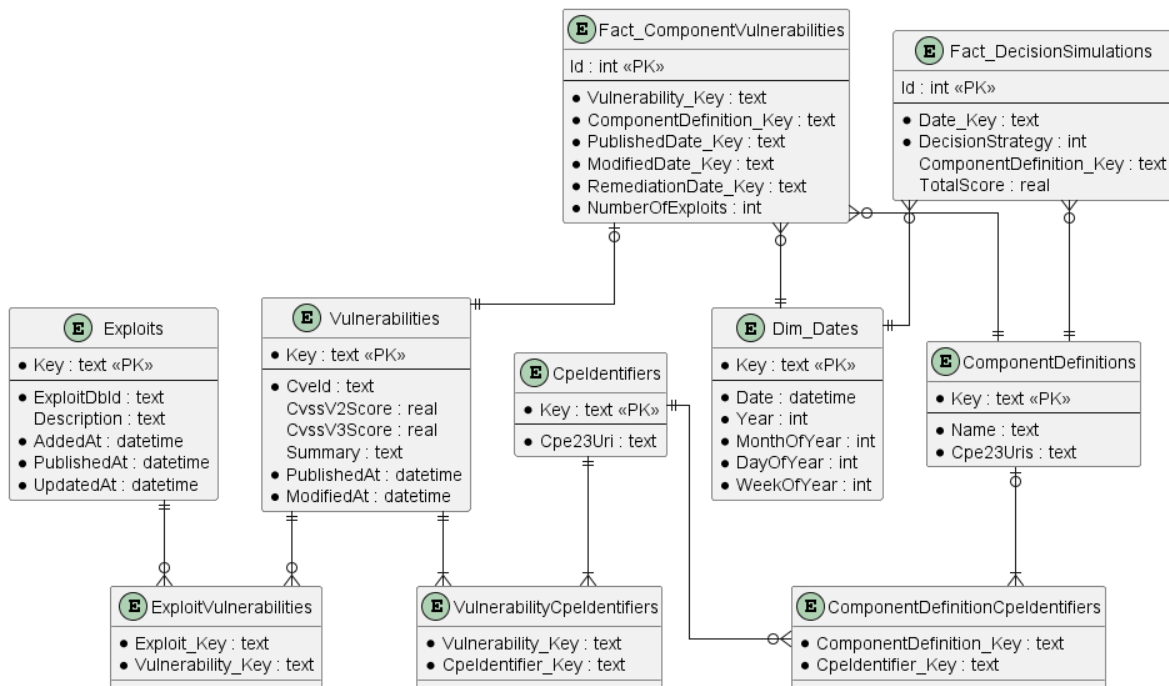 E Fact_ComponentVulnerabilities
Id : int «PK»
● Vulnerability_Key : text
● ComponentDefinition_Key : text
● PublishedDate_Key : text
● ModifiedDate_Key : text
● RemediationDate_Key : text
● NumberOfExploits : int
E Fact_DecisionSimulations
Id : int «PK»
● Date_Key : text
● DecisionStrategy : int
ComponentDefinition_Key : text
TotalScore : real
E Exploits
● Key : text «PK»
● ExploitDbId : text
Description : text
● AddedAt : datetime
● PublishedAt : datetime
● UpdatedAt : datetime
E Vulnerabilities
● Key : text «PK»
● CveId : text
CvssV2Score : real
CvssV3Score : real
Summary : text
● PublishedAt : datetime
● ModifiedAt : datetime
E CpeIdentifiers
● Key : text «PK»
● Cpe23Uri : text
E Dim_Dates
● Key : text «PK»
● Date : datetime
● Year : int
● MonthOfYear : int
● DayOfYear : int
● WeekOfYear : int
E ComponentDefinitions
● Key : text «PK»
● Name : text
● Cpe23Uris : text
E ExploitVulnerabilities
● Exploit_Key : text
● Vulnerability_Key : text
E VulnerabilityCpeIdentifiers
● Vulnerability_Key : text
● CpeIdentifier_Key : text
E ComponentDefinitionCpeIdentifiers
● ComponentDefinition_Key : text
● CpeIdentifier_Key : text